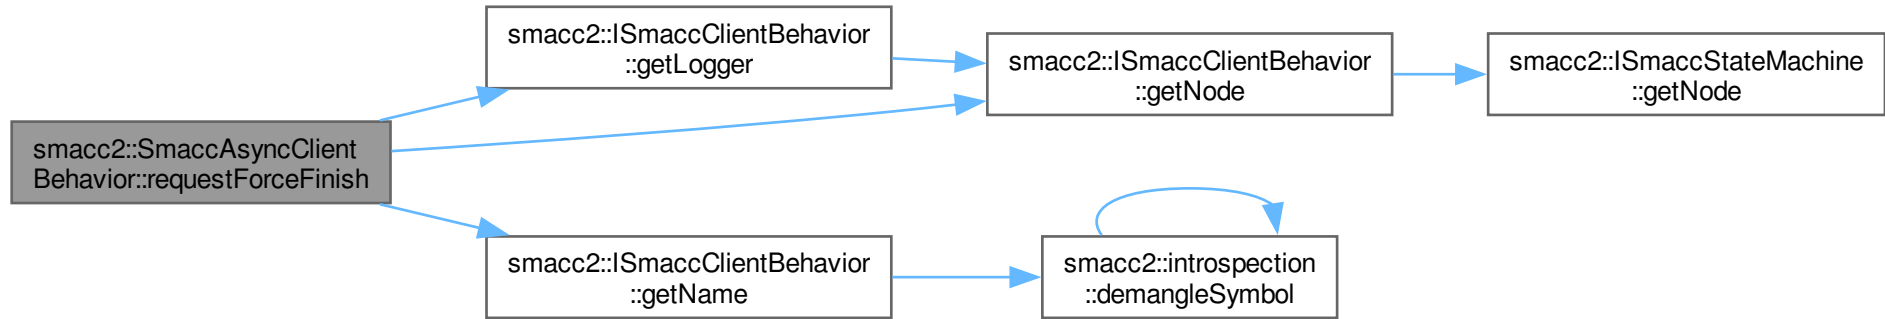 smacc2::SmaccAsyncClient
Behavior::requestForceFinish
smacc2::ISmaccClientBehavior
::getLogger
smacc2::ISmaccClientBehavior
::getNode
smacc2::ISmaccStateMachine
::getNode
smacc2::ISmaccClientBehavior
::getName
smacc2::introspection
::demangleSymbol